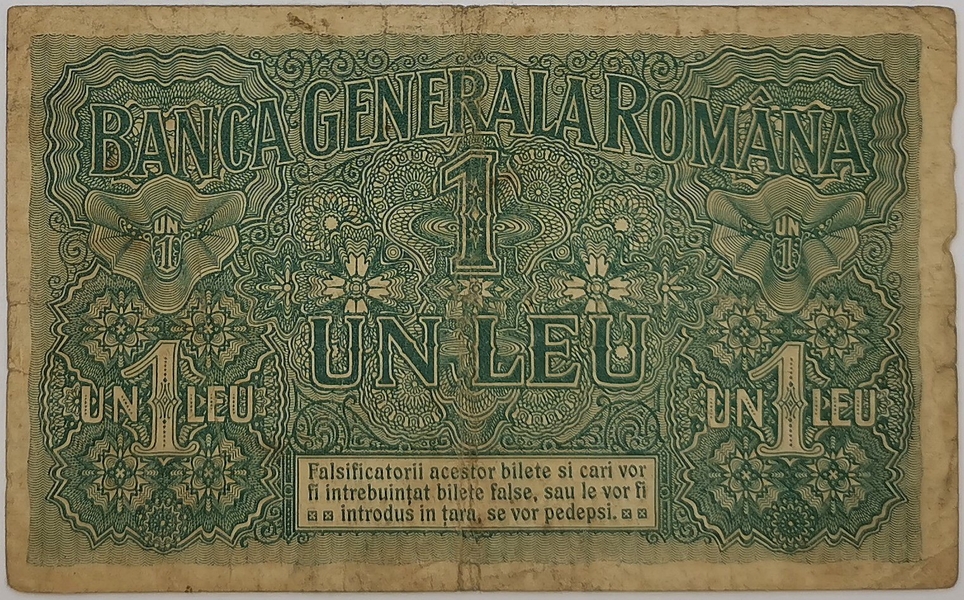 BANCA GENERALA ROMÂNA
1
UN
1
UN
1
UN LEU
UN 1 LEU
UN 1 LEU
Falsificatorii acestor bilete si cari vor
fi intrebuințat bilete false, sau le vor fi
introdus in țara, se vor pedepsi.